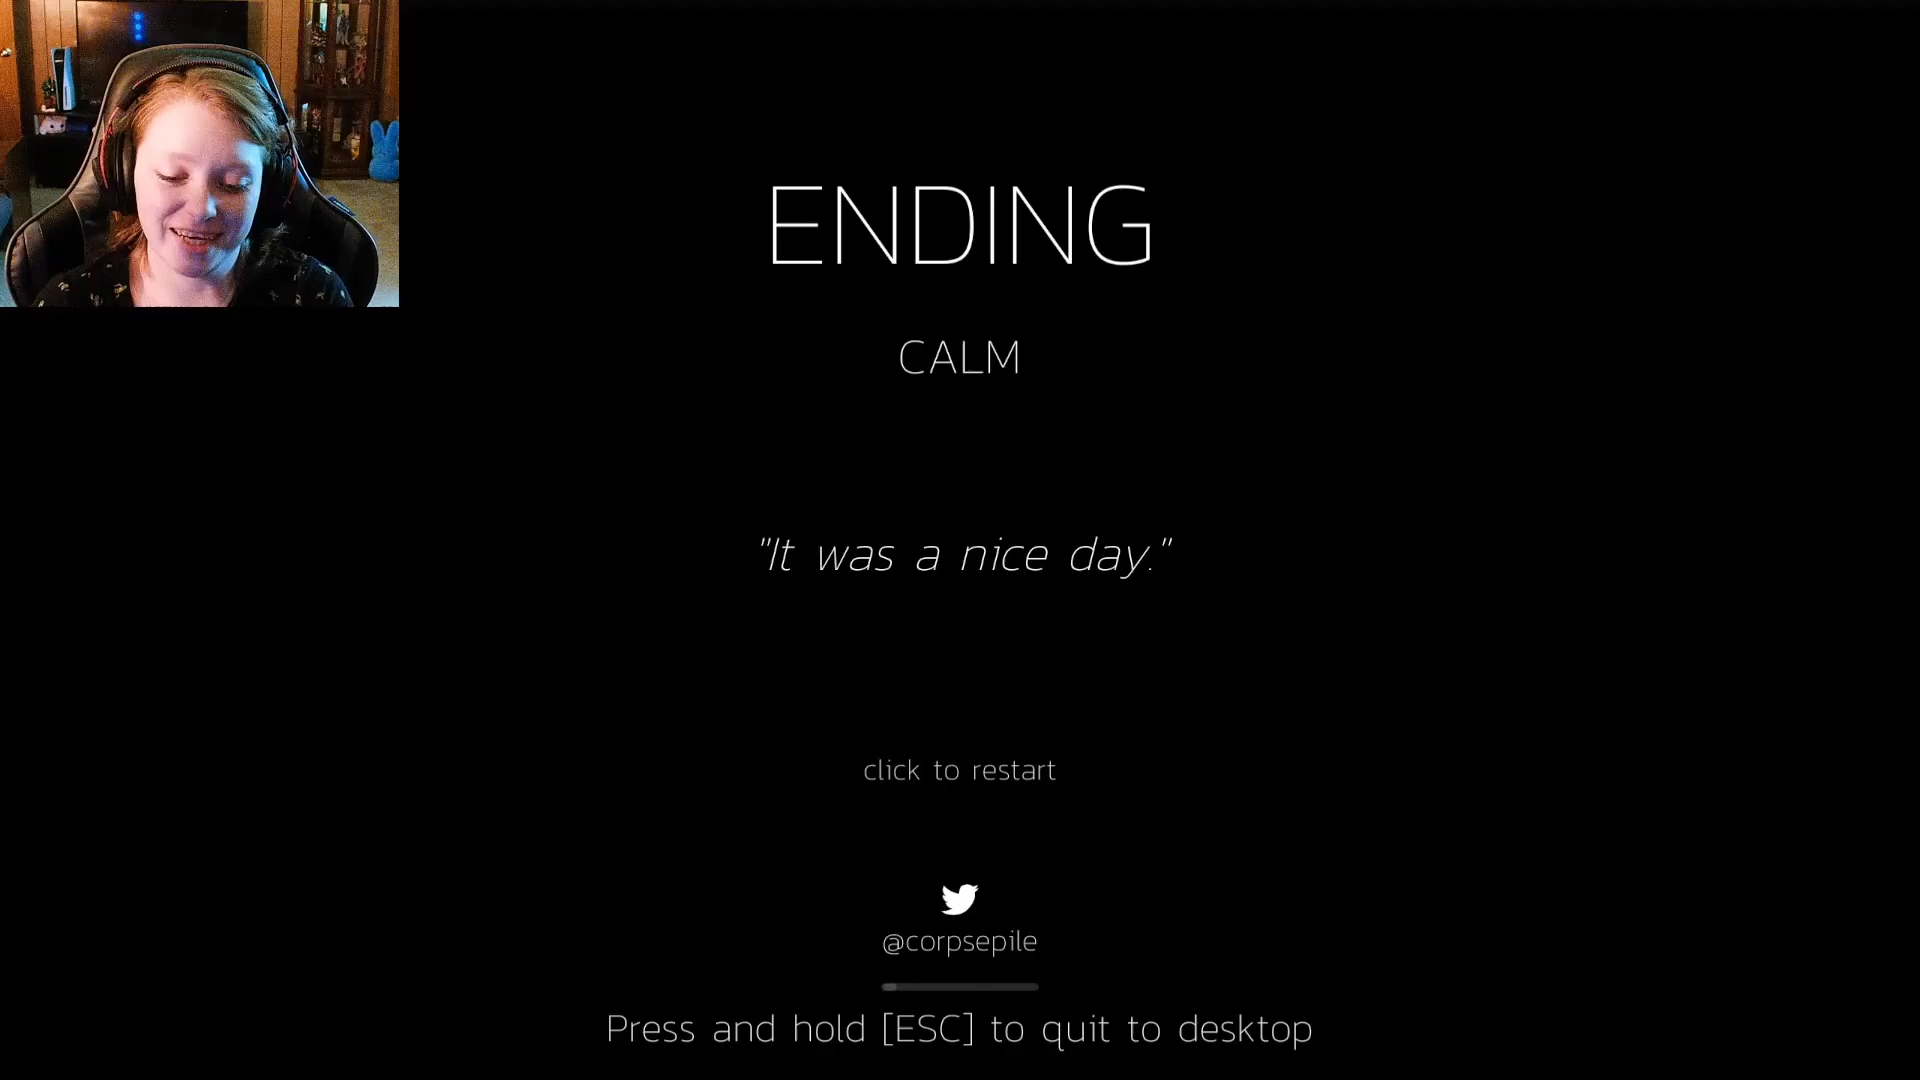 ENDING
CALM
"It was a nice day."
click to restart
@corpsepile
Press and hold [ESC] to quit to desktop